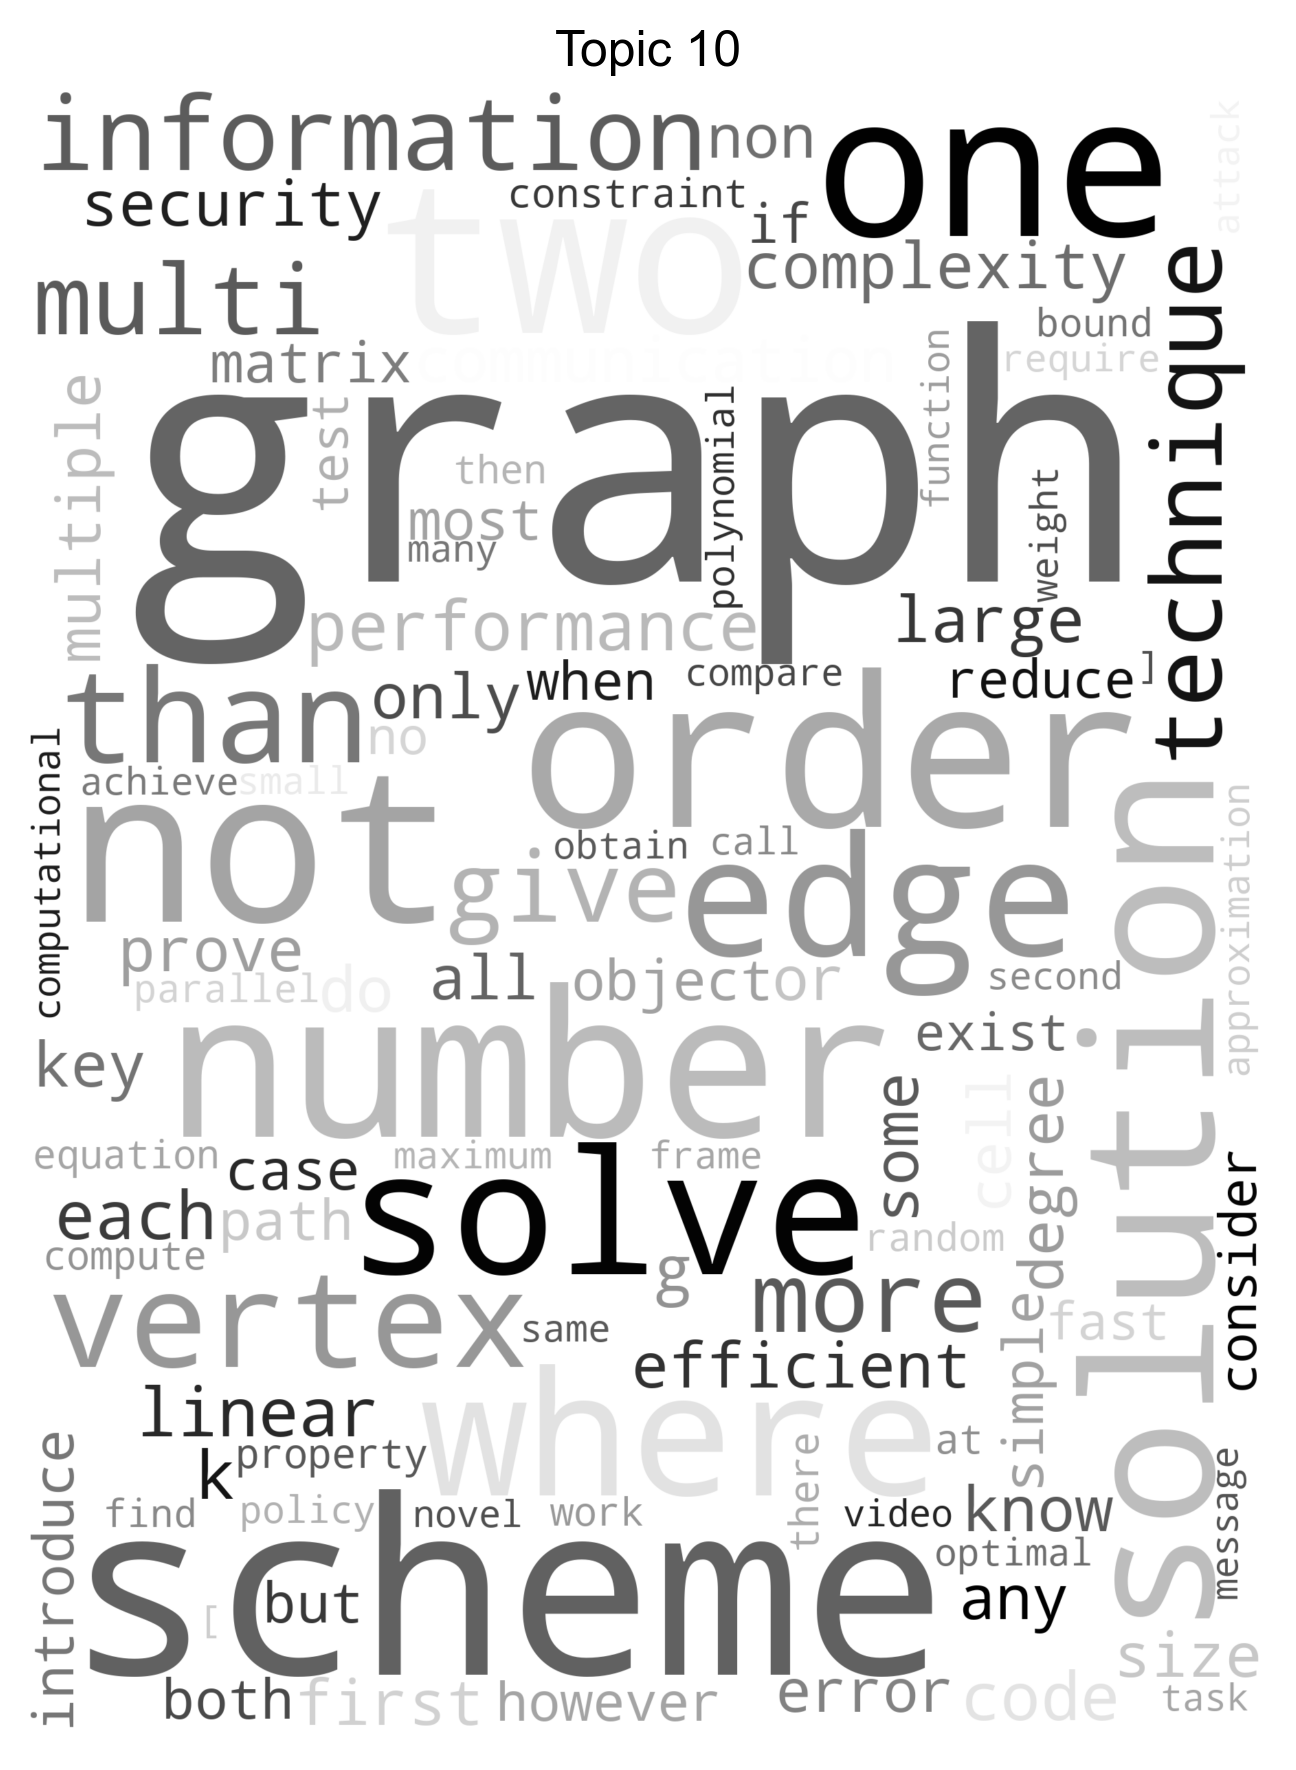 Topic 10
information
non
one
attack
security
constraint
two
if
complexity
multi
technique
matrix
communication
bound
require
graph
multiple
test
then
most
many
polynomial
function
weight
performance
large
than
only
when
compare
reduce
]
no
order
achieve
small
not
computational
obtain
call
give
edge
solution
approximation
prove
parallel
do
all
object
or
second
number
exist
.
key
some
cell
degree
equation
case
maximum
frame
each
path
solve
random
consider
compute
g
vertex
same
more
simple
fast
efficient
linear
where
k
property
at
there
introduce
find
policy
novel
work
video
know
message
scheme
optimal
[
but
any
size
both
first
however
error
code
task